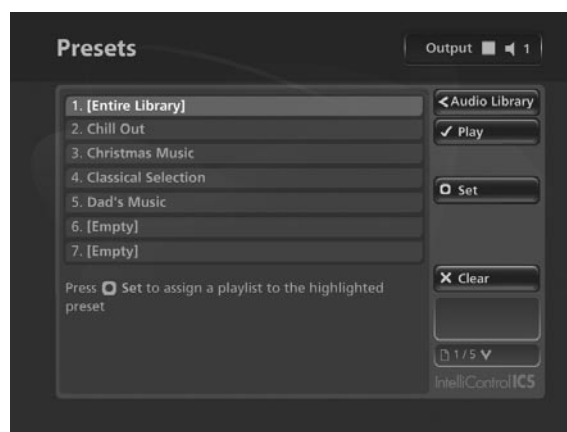 Presets
Output 1
1. [Entire Library]
2. Chill Out
3. Christmas Music
4. Classical Selection
5. Dad's Music
6. [Empty]
7. [Empty]
Press Set to assign a playlist to the highlighted
preset
<Audio Library
Play
Set
Clear
1/5
IntelliControl ICS